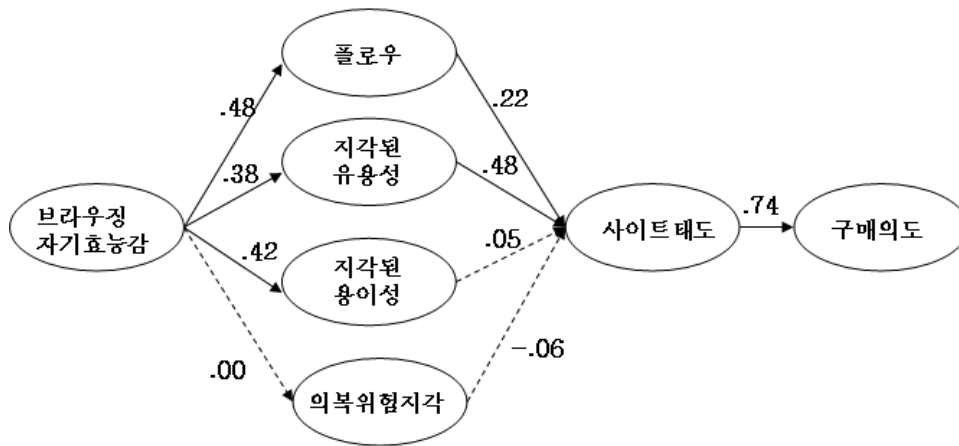 플로우
.48
.22
지각된
유용성
.38
.48
브라우징
자기효능감
사이트태도
.74
구매의도
.42
지각된
용이성
.05
.00
-.06
의복위험지각